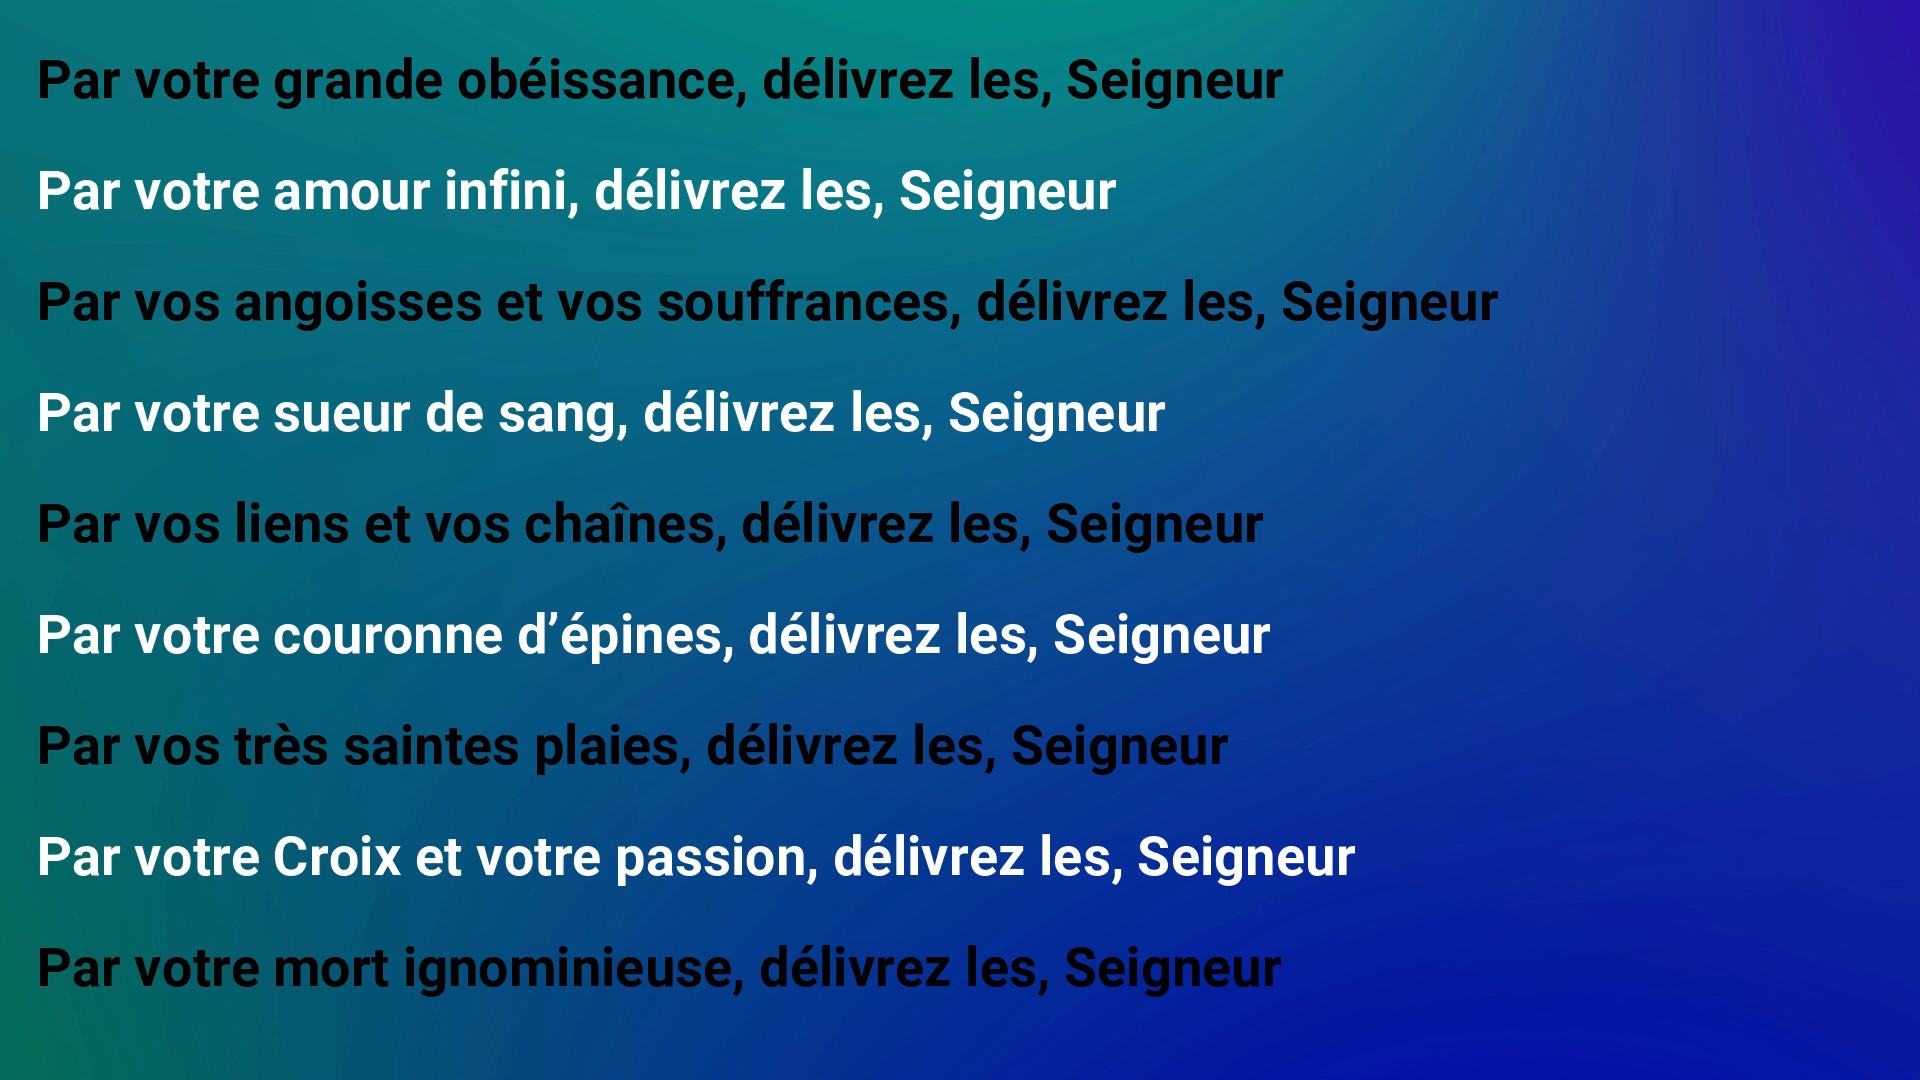 Par votre grande obéissance, délivrez les, Seigneur
Par votre amour infini, délivrez les, Seigneur
Par vos angoisses et vos souffrances, délivrez les, Seigneur
Par votre sueur de sang, délivrez les, Seigneur
Par vos liens et vos chaînes, délivrez les, Seigneur
Par votre couronne d’épines, délivrez les, Seigneur
Par vos très saintes plaies, délivrez les, Seigneur
Par votre Croix et votre passion, délivrez les, Seigneur
Par votre mort ignominieuse, délivrez les, Seigneur